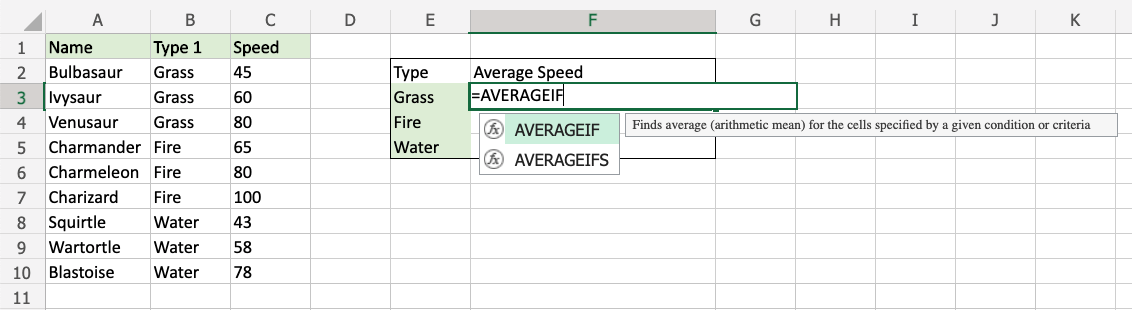 A B C D E F G H I J K
1 Name Type 1 Speed
2 Bulbasaur Grass 45 Type Average Speed
3 Ivysaur Grass 60 Grass =AVERAGEIF
4 Venusaur Grass 80 Fire fx AVERAGEIF Finds average (arithmetic mean) for the cells specified by a given condition or criteria
5 Charmander Fire 65 Water fx AVERAGEIFS
6 Charmeleon Fire 80
7 Charizard Fire 100
8 Squirtle Water 43
9 Wartortle Water 58
10 Blastoise Water 78
11